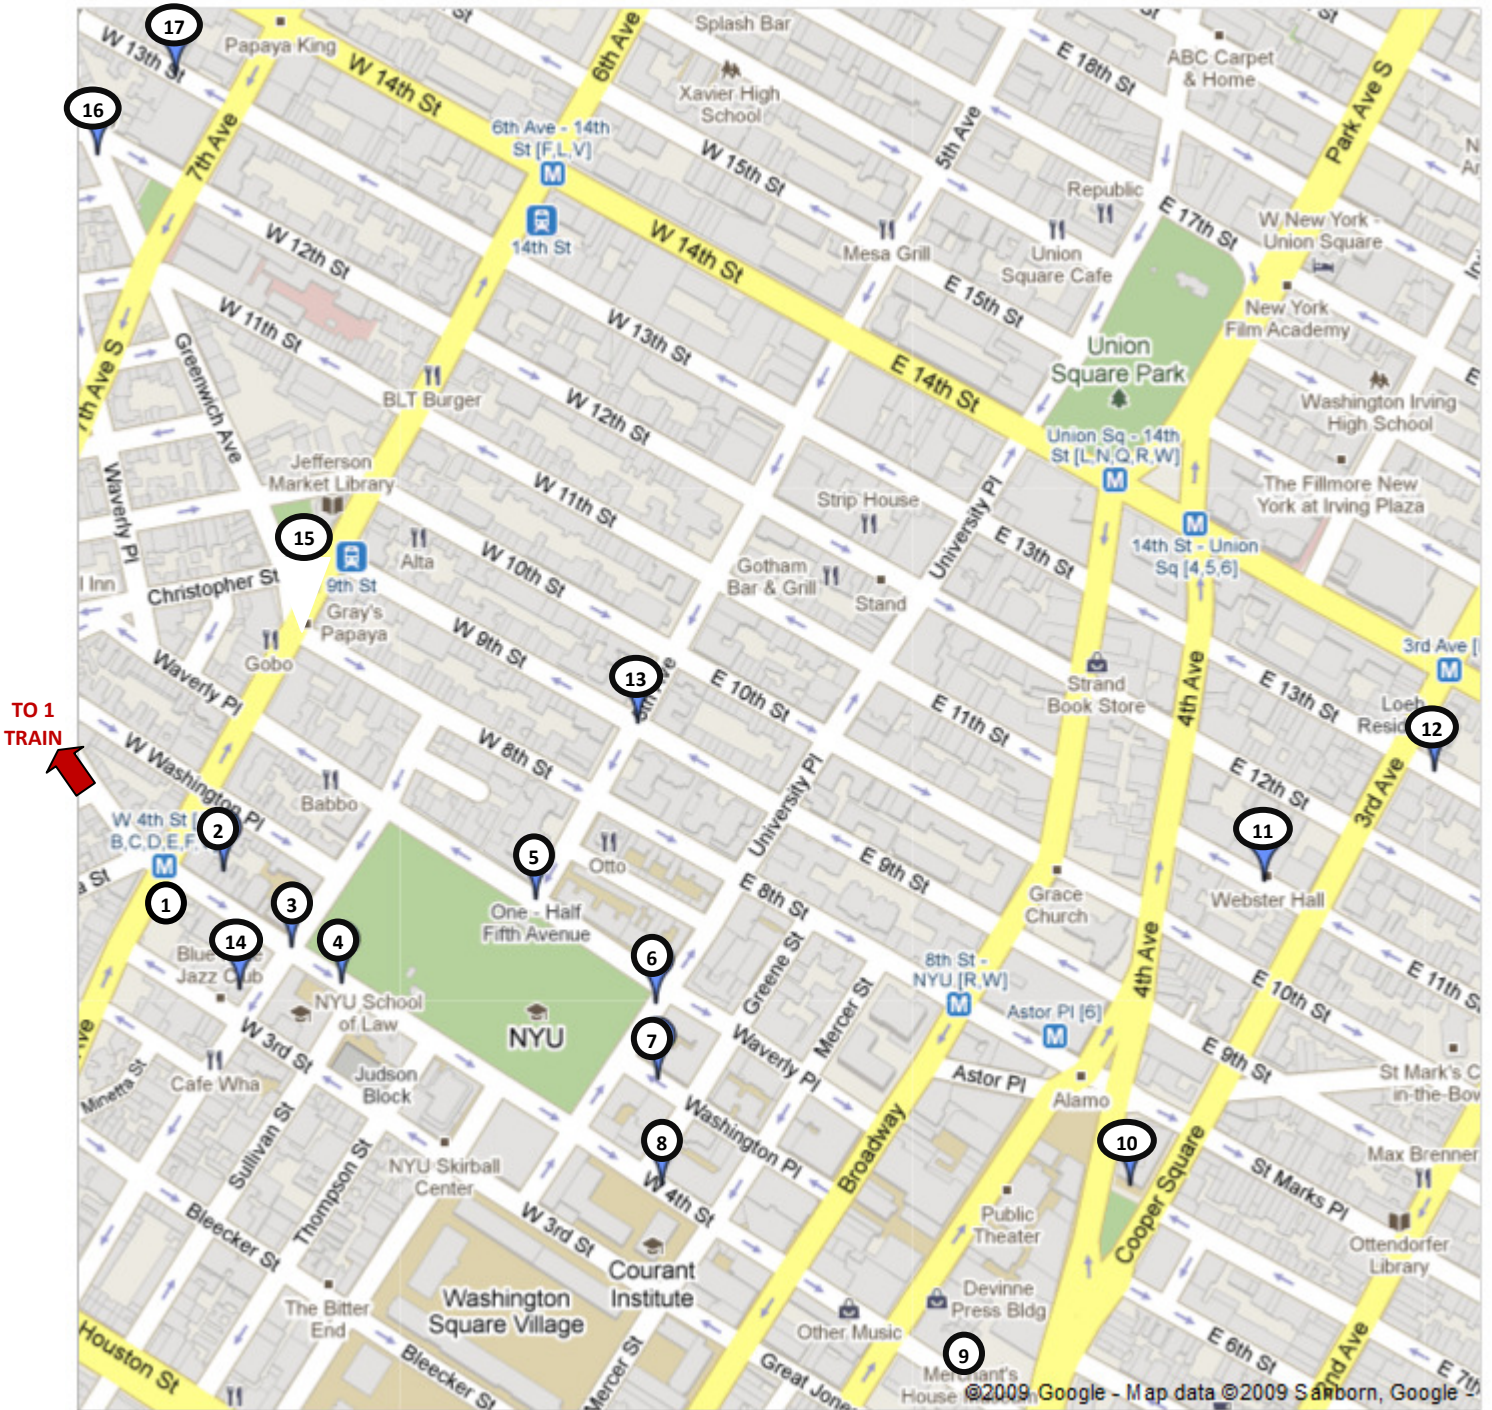 17
W 13th St
Papaya King
W 14th St
6th Ave
Splash Bar
Xavier High
School
E 18th St
ABC Carpet
& Home
Park Ave S
16
7th Ave
6th Ave - 14th
St [F,L,V]
14th St
W 15th St
5th Ave
Republic
E 17th St
W New York -
Union Square
Mesa Grill
Union
Square Cafe
W 12th St
W 14th St
E 15th St
New York
Film Academy
W 11th St
W 13th St
Union
Square Park
7th Ave S
Greenwich Ave
BLT Burger
E 14th St
Washington Irving
High School
W 12th St
Union Sq - 14th
St [L,N,Q,R,W]
Jefferson
Market Library
Waverly Pl
W 11th St
Strip House
University Pl
The Fillmore New
York at Irving Plaza
15
Alta
W 10th St
E 13th St
14th St - Union
Sq [4,5,6]
Christopher St
9th St
Gotham
Bar & Grill
Stand
l Inn
Gray's
Papaya
Gobo
W 9th St
Waverly Pl
13
E 10th St
Strand
Book Store
4th Ave
E 13th St
3rd Ave [
12
TO 1
TRAIN
W 8th St
E 11th St
W Washington Pl
Babbo
University Pl
E 12th St
3rd Ave
W 4th St [
B,C,D,E,F,
2
5
Otto
E 9th St
11
Webster Hall
a St
1
3
14
4
One - Half
Fifth Avenue
E 8th St
Grace
Church
Jazz Club
6
Greene St
8th St -
NYU [R,W]
4th Ave
E 10th St
E 11th St
NYU School
of Law
NYU
7
Mercer St
Astor Pl [6]
W 3rd St
Cafe Wha
Minetta St
Judson
Block
Waverly Pl
Astor Pl
Alamo
E 9th St
Sullivan St
Thompson St
NYU Skirball
Center
8
Washington Pl
W 4th St
Broadway
10
Cooper Square
St Marks Pl
Max Brenner
Bleecker St
W 3rd St
Public
Theater
Ottendorfer
Library
Courant
Institute
Washington
Square Village
The Bitter
End
Devinne
Press Bldg
Other Music
9
E 6th St
2nd Ave
E 7th
Houston St
Bleecker St
Mercer St
Great Jone
©2009 Google - Map data ©2009 Sanborn, Google -